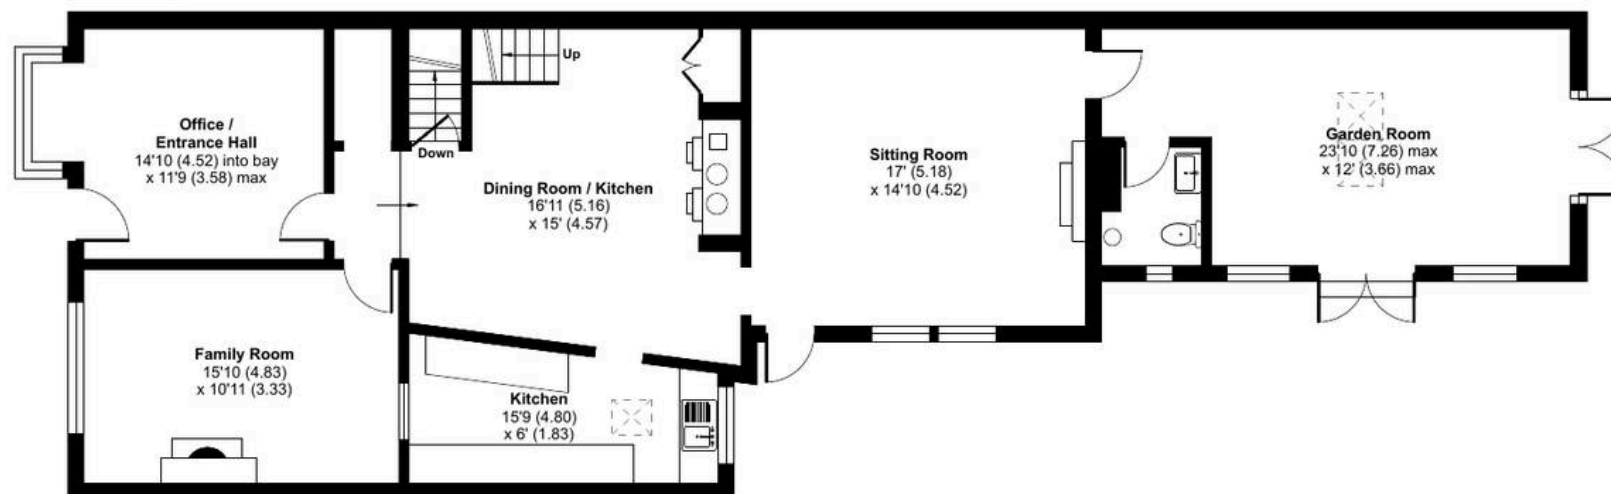 Office /
Entrance Hall
14'10 (4.52) into bay
x 11'9 (3.58) max
Up
Down
Dining Room / Kitchen
16'11 (5.16)
x 15' (4.57)
Sitting Room
17' (5.18)
x 14'10 (4.52)
Garden Room
23'10 (7.26) max
x 12' (3.66) max
Family Room
15'10 (4.83)
x 10'11 (3.33)
Kitchen
15'9 (4.80)
x 6' (1.83)